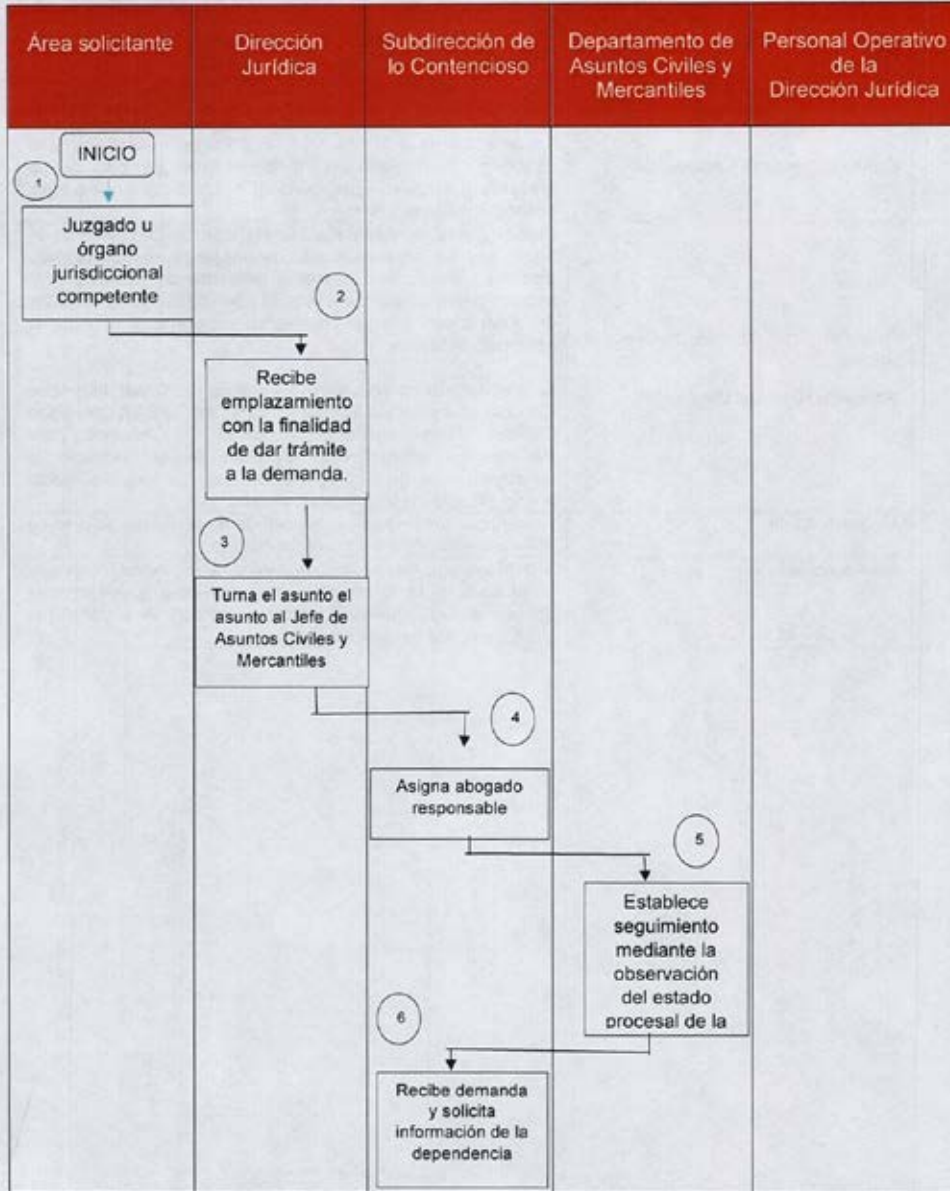 Área solicitante
Dirección
Jurídica
Subdirección de
lo Contencioso
Departamento de
Asuntos Civiles y
Mercantiles
Personal Operativo
de la
Dirección Jurídica
INICIO
1
Juzgado u
órgano
jurisdiccional
competente
2
Recibe
emplazamiento
con la finalidad
de dar trámite
a la demanda.
3
Turna el asunto el
asunto al Jefe de
Asuntos Civiles y
Mercantiles
4
Asigna abogado
responsable
5
Establece
seguimiento
mediante la
observación
del estado
procesal de la
6
Recibe demanda
y solicita
información de la
dependencia